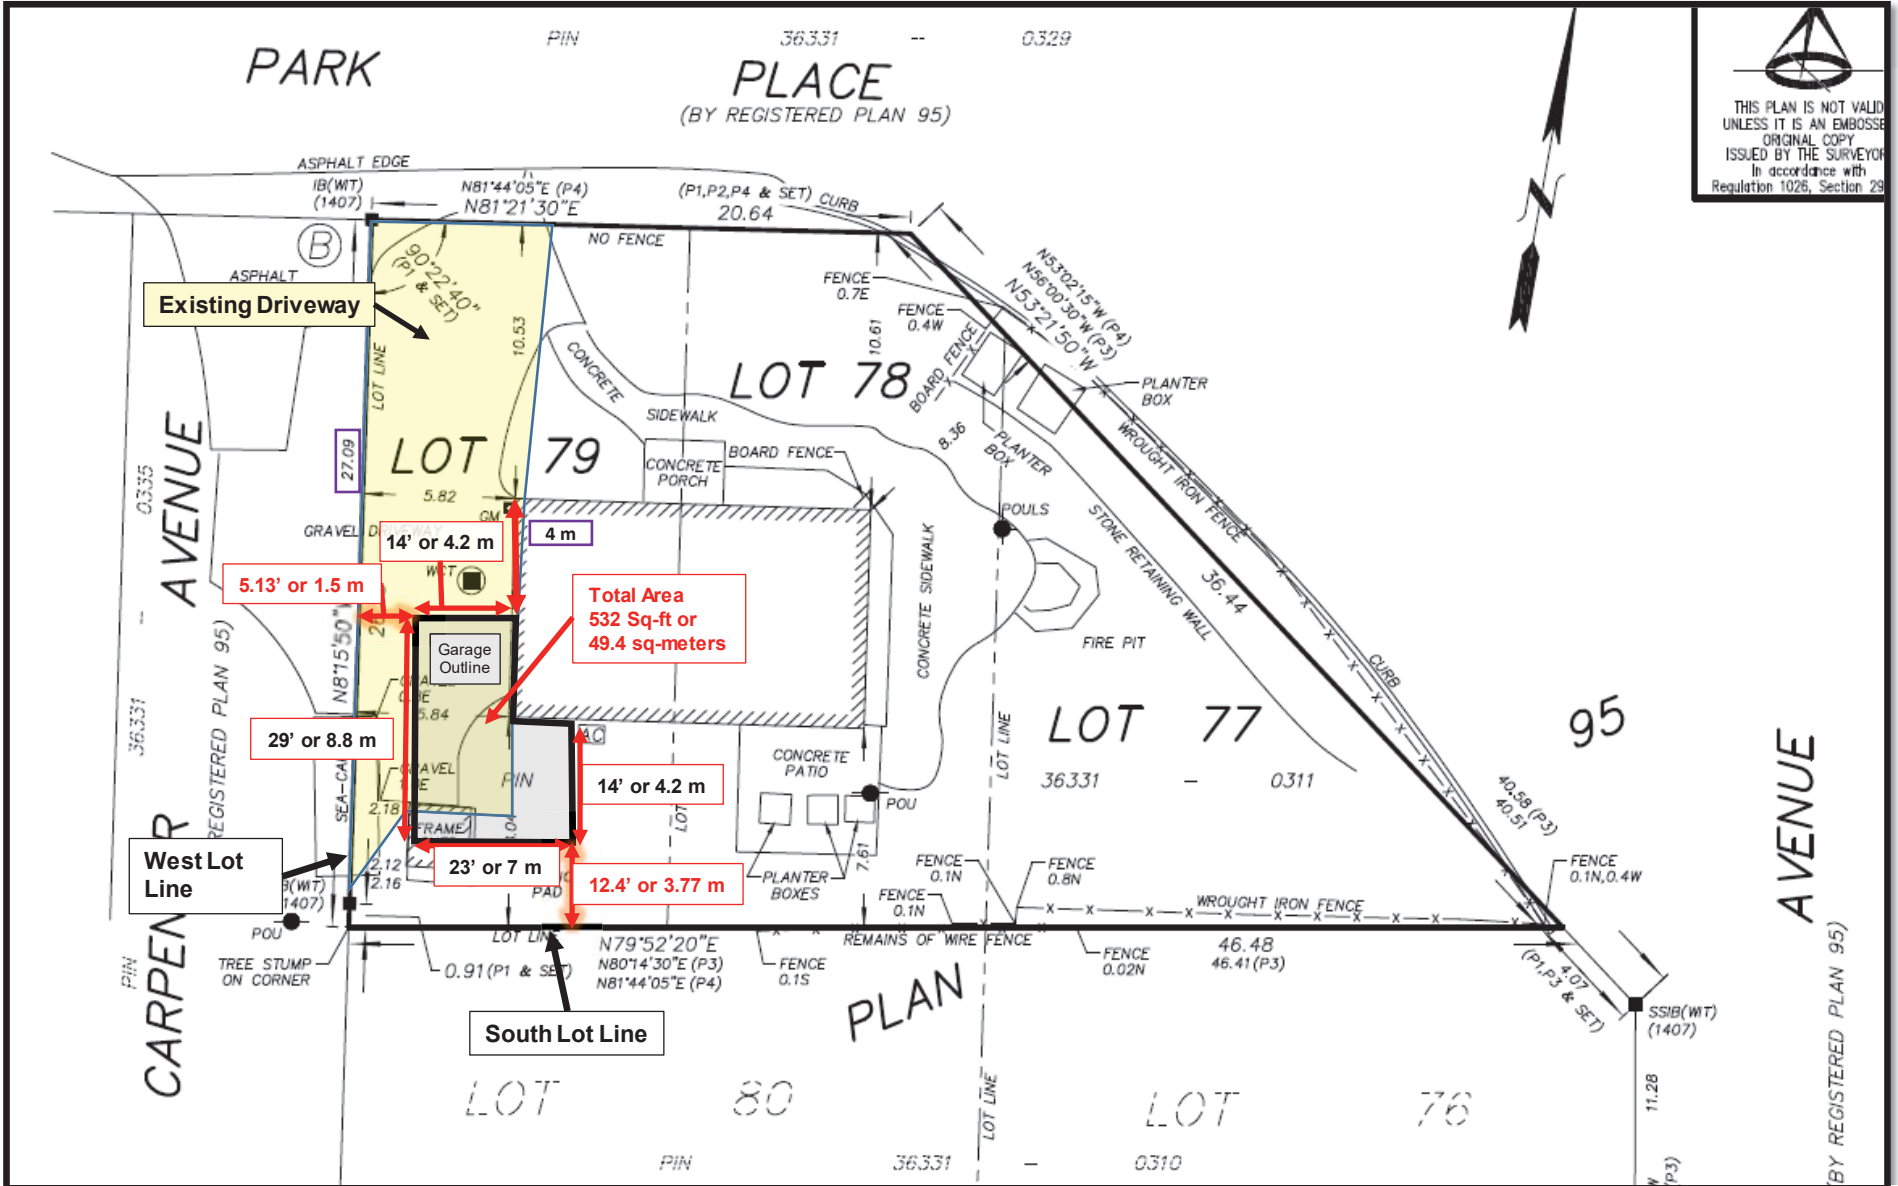 PIN 36331 -- 0329
PARK PLACE
(BY REGISTERED PLAN 95)
THIS PLAN IS NOT VALID
UNLESS IT IS AN EMBOSSE
ORIGINAL COPY
ISSUED BY THE SURVEYOR
In accordance with
Regulation 1026, Section 29
ASPHALT EDGE
IB(WIT)
(1407)
N81°44'05"E (P4)
N81°21'30"E
(P1,P2,P4 & SET) CURB
20.64
NO FENCE
B
ASPHALT
90°22'40"
(P1 & SET)
Existing Driveway
LOT LINE
10.53
CONCRETE
SIDEWALK
FENCE
0.7E
FENCE
0.4W
10.61
BOARD FENCE
N53°02'15"W (P4)
N56°00'30"W (P3)
N53°21'50"W
PLANTER
BOX
PLANTER
BOX
8.36
LOT 78
LOT 79
27.09
5.82
CONCRETE
PORCH
BOARD FENCE
WROUGHT IRON FENCE
GM
4 m
GRAVEL DRIVEWAY
14' or 4.2 m
POULS
STONE RETAINING WALL
36.44
5.13' or 1.5 m
Total Area
532 Sq-ft or
49.4 sq-meters
CONCRETE SIDEWALK
FIRE PIT
CURB
AVENUE
0335
36331 --
PIN
REGISTERED PLAN 95)
N8°15'50"
Garage
Outline
5.84
29' or 8.8 m
GRAVEL
AC
PIN
14' or 4.2 m
CONCRETE
PATIO
LOT LINE
LOT 77
36331 - 0311
95
AVENUE
40.58 (P3)
40.51
2.18
FRAME
POU
LOT
7.61
West Lot
Line
2.12
2.16
(WIT)
1407)
23' or 7 m
PAD
12.4' or 3.77 m
PLANTER
BOXES
FENCE
0.1N
FENCE
0.8N
FENCE
0.1N
WROUGHT IRON FENCE
FENCE
0.1N,0.4W
POU
TREE STUMP
ON CORNER
0.91(P1 & SET)
LOT LIN
N79°52'20"E
N80°14'30"E (P3)
N81°44'05"E (P4)
FENCE
0.1S
REMAINS OF WIRE FENCE
FENCE
0.02N
46.48
46.41(P3)
4.07
(P1,P3 & SET)
SSIB(WIT)
(1407)
South Lot Line
PLAN
LOT 80
LOT LINE
LOT 76
11.28
(BY REGISTERED PLAN 95)
PIN 36331 - 0310
(P3)